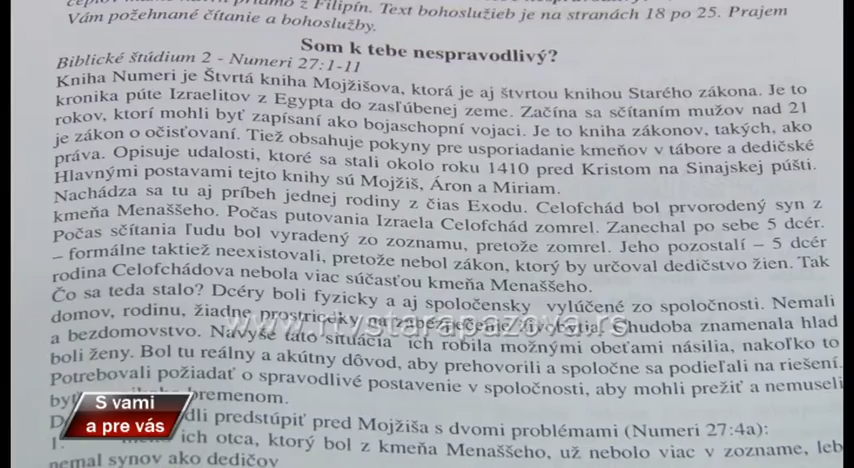 priamo z Filipín. Text bohoslužieb je na stranách 18 po 25. Prajem
Vám požehnané čítanie a bohoslužby.
Som k tebe nespravodlivý?
Biblické štúdium 2 - Numeri 27:1-11
Kniha Numeri je Štvrtá kniha Mojžišova, ktorá je aj štvrtou knihou Starého zákona. Je to
kronika púte Izraelitov z Egypta do zasľúbenej zeme. Začína sa sčítaním mužov nad 21
rokov, ktorí mohli byť zapísaní ako bojaschopní vojaci. Je to kniha zákonov, takých, ako
je zákon o očisťovaní. Tiež obsahuje pokyny pre usporiadanie kmeňov v tábore a dedičské
práva. Opisuje udalosti, ktoré sa stali okolo roku 1410 pred Kristom na Sinajskej púšti.
Hlavnými postavami tejto knihy sú Mojžiš, Áron a Miriam.
Nachádza sa tu aj príbeh jednej rodiny z čias Exodu. Celofchád bol prvorodený syn z
kmeňa Menaššeho. Počas putovania Izraela Celofchád zomrel. Zanechal po sebe 5 dcér.
Počas sčítania ľudu bol vyradený zo zoznamu, pretože zomrel. Jeho pozostalí – 5 dcér
– formálne taktiež neexistovali, pretože nebol zákon, ktorý by určoval dedičstvo žien. Tak
rodina Celofchádova nebola viac súčasťou kmeňa Menaššeho.
Čo sa teda stalo? Dcéry boli fyzicky a aj spoločensky vylúčené zo spoločnosti. Nemali
domov, rodinu, žiadne prostriedky na zabezpečenie živobytia. Chudoba znamenala hlad
a bezdomovstvo. Navyše táto situácia ich robila možnými obeťami násilia, nakoľko to
boli ženy. Bol tu reálny a akútny dôvod, aby prehovorili a spoločne sa podieľali na riešení.
Potrebovali požiadať o spravodlivé postavenie v spoločnosti, aby mohli prežiť a nemuseli
byť bremenom.
predstúpiť pred Mojžiša s dvomi problémami (Numeri 27:4a):
1. ich otca, ktorý bol z kmeňa Menaššeho, už nebolo viac v zozname, leb
nemal synov ako dedičov
www.rtvstarapazova.rs
S vami
a pre vás